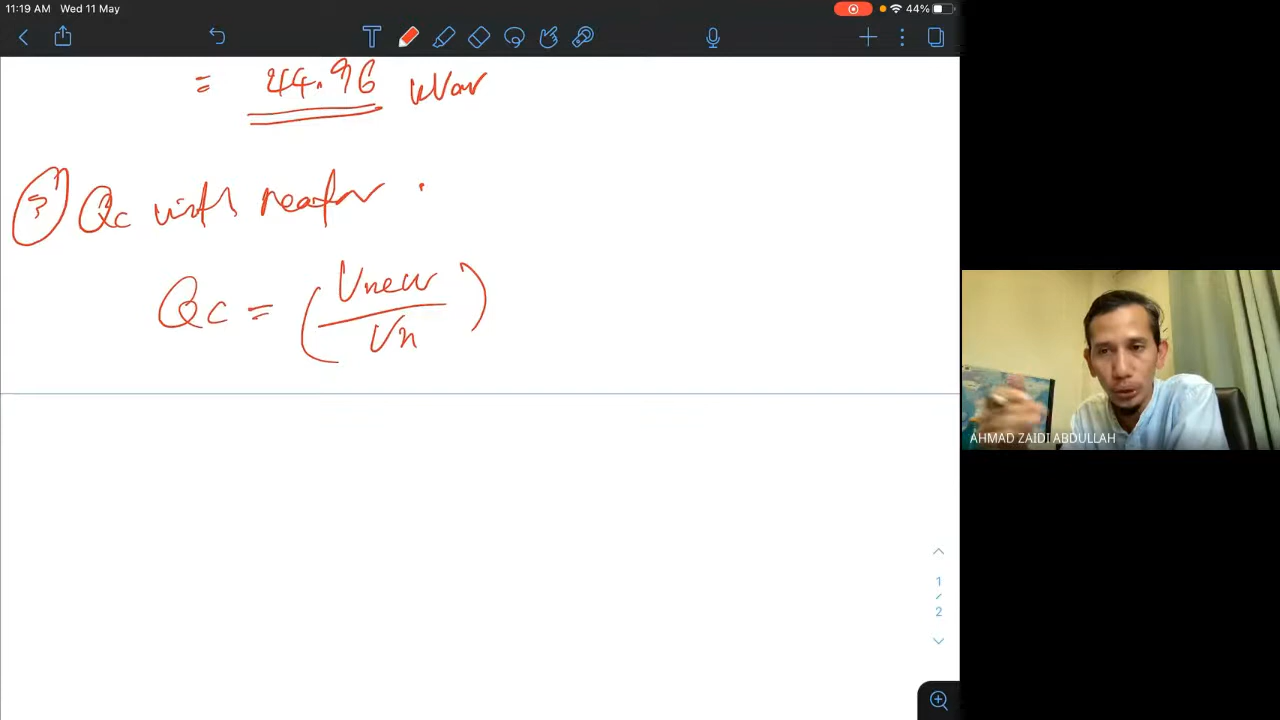 11:19 AM Wed 11 May
44%
= 44.96 kVar
Qc with reactor
Qc = (Vnew / Vn)
AHMAD ZAIDI ABDULLAH
1
/
2